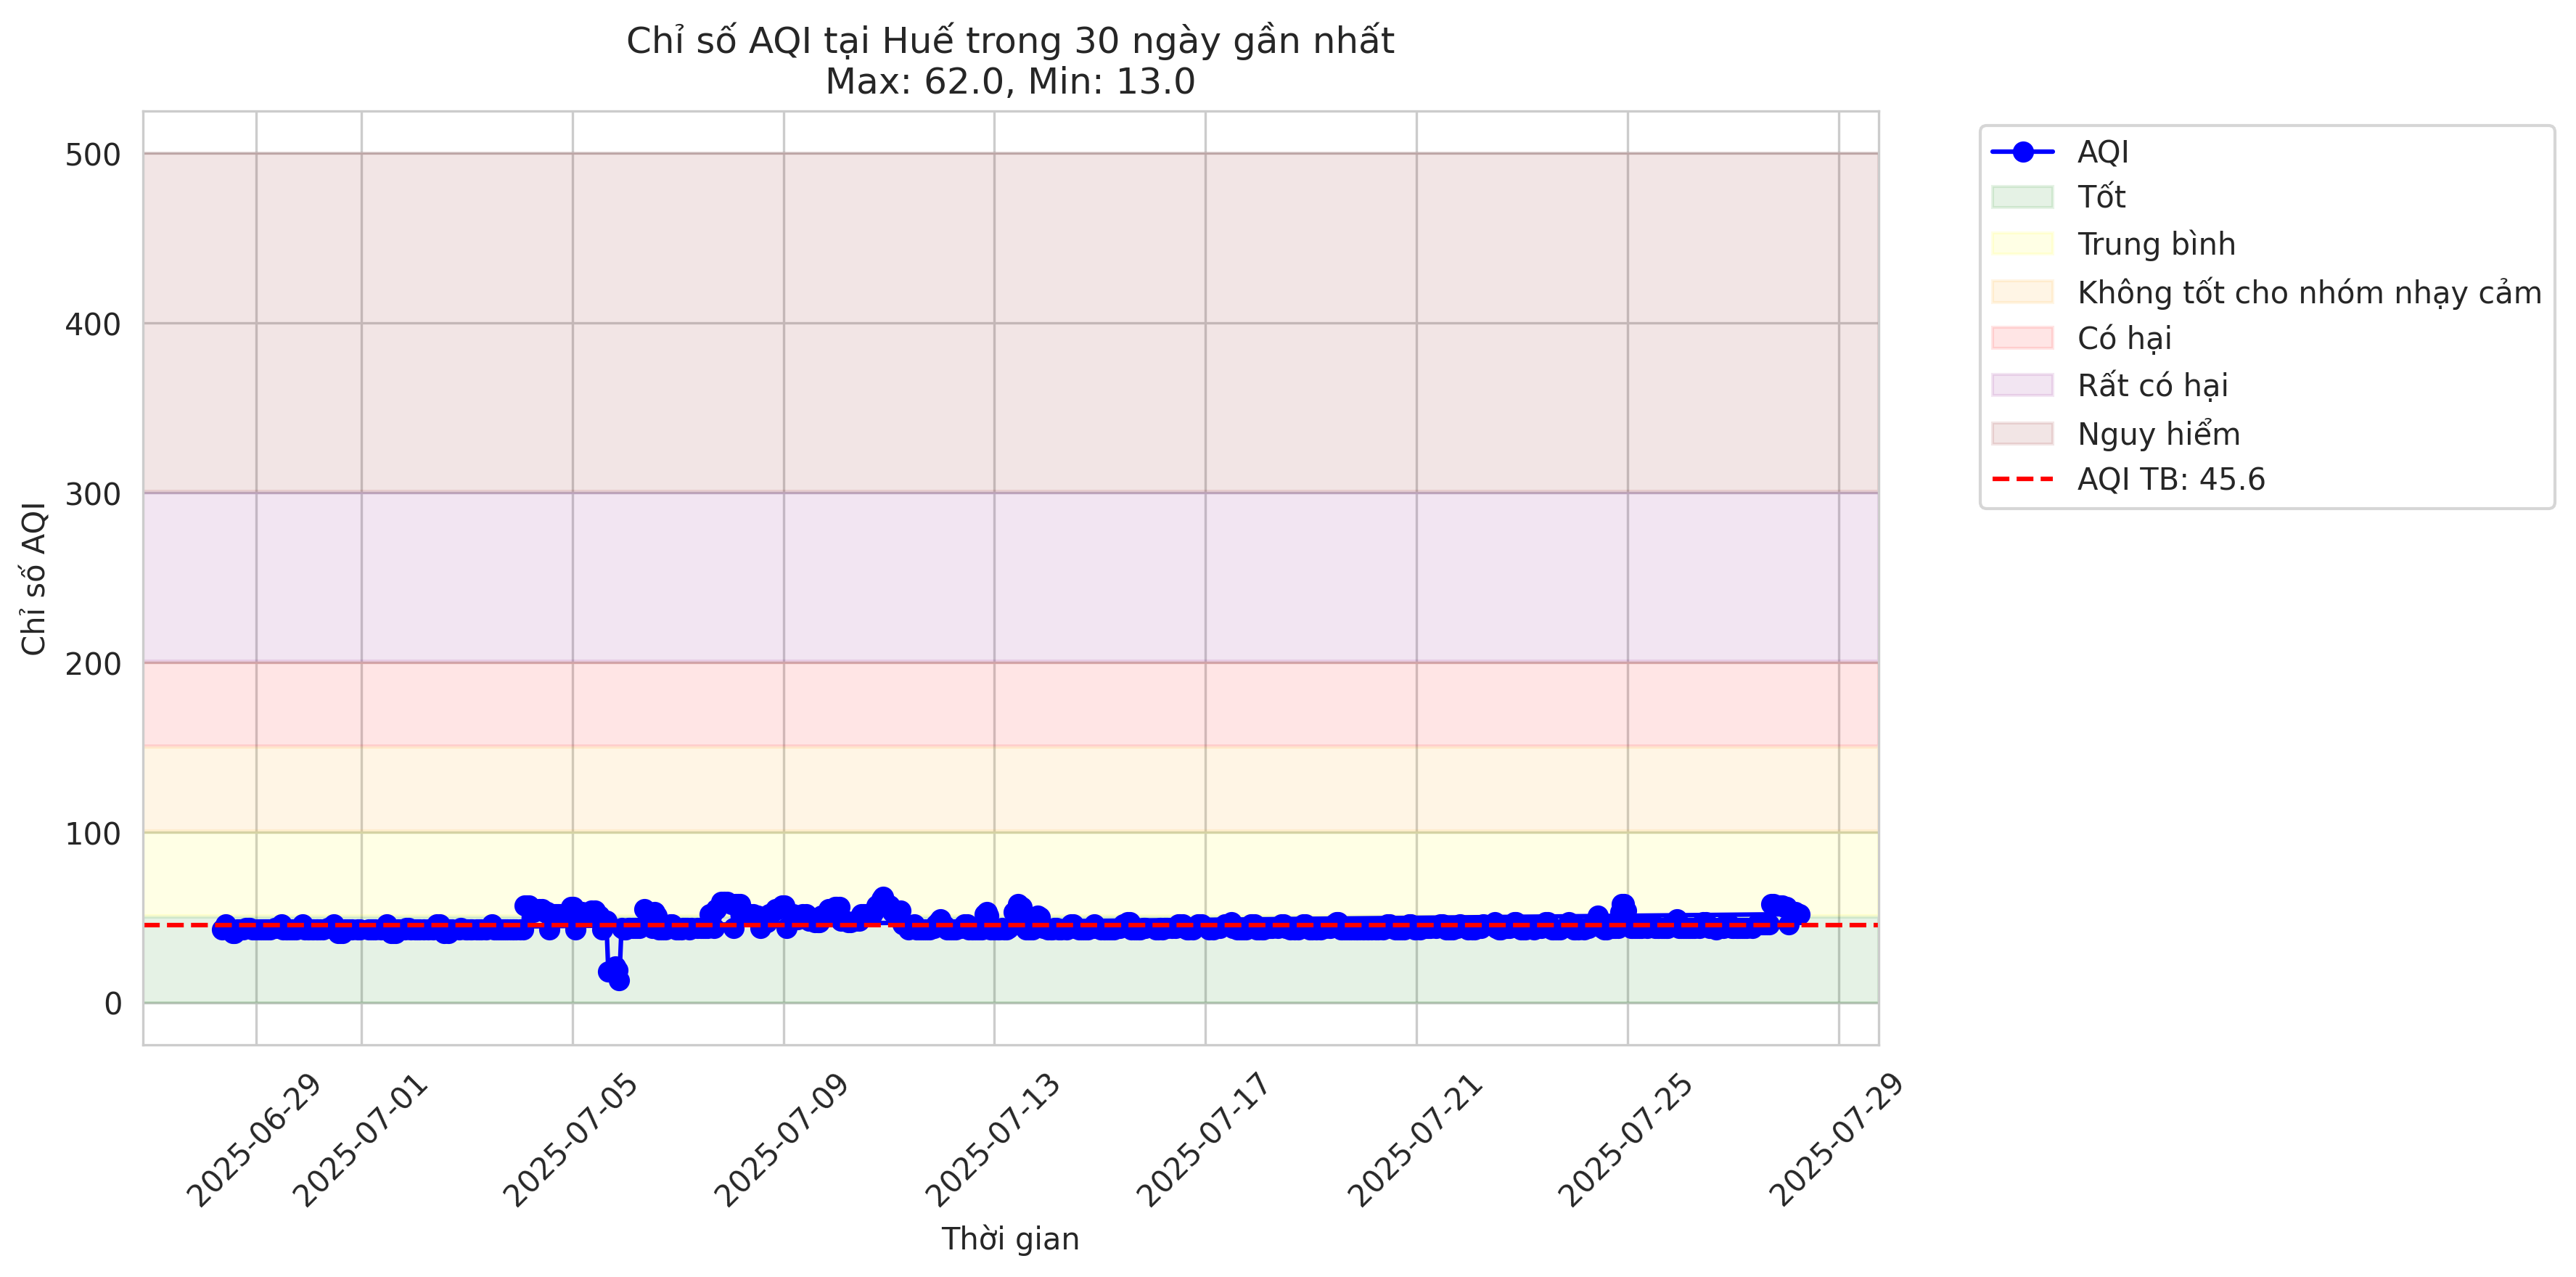 Chỉ số AQI tại Huế trong 30 ngày gần nhất
Max: 62.0, Min: 13.0
Chỉ số AQI
500
400
300
200
100
0
2025-06-29
2025-07-01
2025-07-05
2025-07-09
2025-07-13
2025-07-17
2025-07-21
2025-07-25
2025-07-29
Thời gian
AQI
Tốt
Trung bình
Không tốt cho nhóm nhạy cảm
Có hại
Rất có hại
Nguy hiểm
AQI TB: 45.6